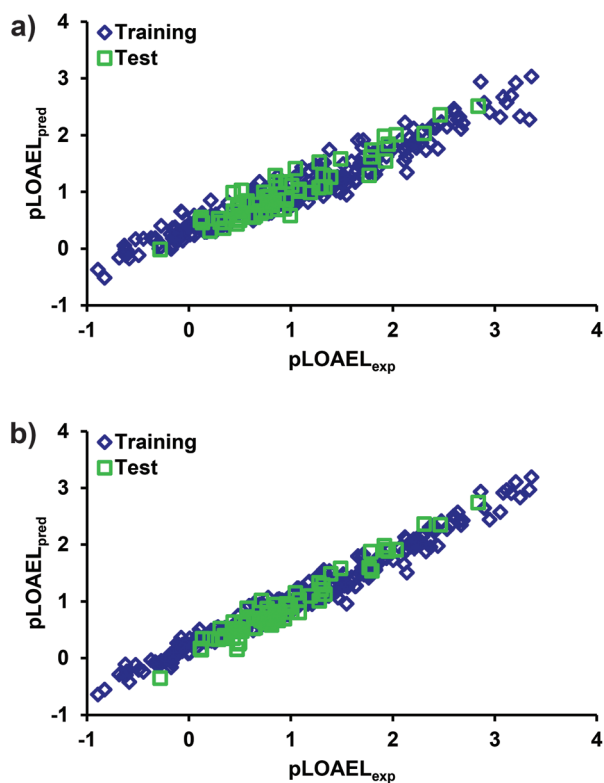 a)
Training
Test
4
3
2
1
0
-1
pLOAELpred
-1 0 1 2 3 4
pLOAELexp
b)
Training
Test
4
3
2
1
0
-1
pLOAELpred
-1 0 1 2 3 4
pLOAELexp